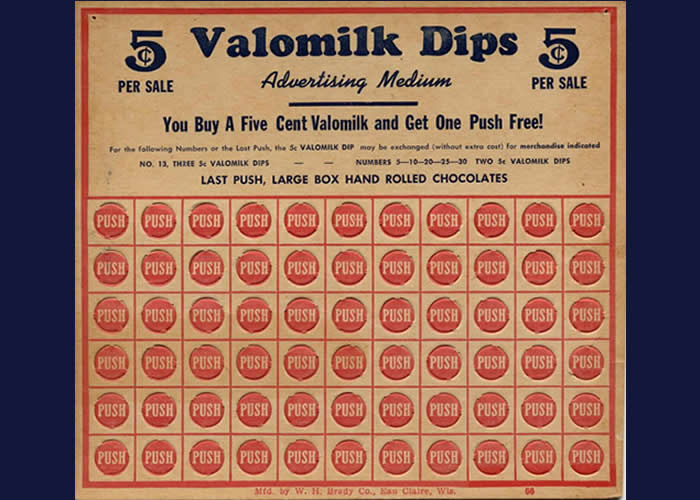 5¢ Valomilk Dips 5¢
PER SALE Advertising Medium PER SALE
You Buy A Five Cent Valomilk and Get One Push Free!
For the following Numbers or the Last Push, the 5c VALOMILK DIP may be exchanged (without extra cost) for merchandise indicated
NO. 13, THREE 5c VALOMILK DIPS — — NUMBERS 5—10—20—25—30 TWO 5c VALOMILK DIPS
LAST PUSH, LARGE BOX HAND ROLLED CHOCOLATES
PUSH PUSH PUSH PUSH PUSH PUSH PUSH PUSH PUSH PUSH PUSH
PUSH PUSH PUSH PUSH PUSH PUSH PUSH PUSH PUSH PUSH PUSH
PUSH PUSH PUSH PUSH PUSH PUSH PUSH PUSH PUSH PUSH PUSH
PUSH PUSH PUSH PUSH PUSH PUSH PUSH PUSH PUSH PUSH PUSH
PUSH PUSH PUSH PUSH PUSH PUSH PUSH PUSH PUSH PUSH PUSH
PUSH PUSH PUSH PUSH PUSH PUSH PUSH PUSH PUSH PUSH PUSH
Mfd. by W. H. Brady Co., Eau Claire, Wis. 66